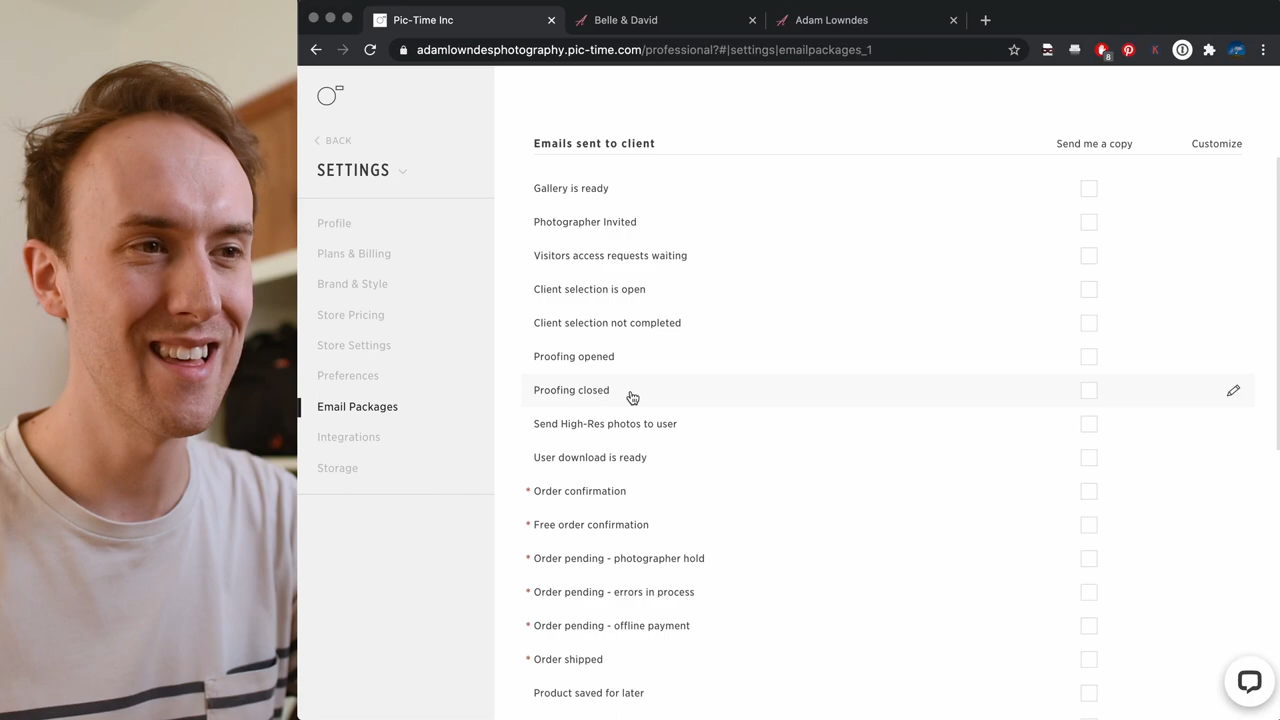 Pic-Time Inc
Belle & David
Adam Lowndes
adamlowndesphotography.pic-time.com/professional?#|settings|emailpackages_1
8
K
BACK
SETTINGS
Profile
Plans & Billing
Brand & Style
Store Pricing
Store Settings
Preferences
Email Packages
Integrations
Storage
Emails sent to client Send me a copy Customize
Gallery is ready
Photographer Invited
Visitors access requests waiting
Client selection is open
Client selection not completed
Proofing opened
Proofing closed
Send High-Res photos to user
User download is ready
* Order confirmation
* Free order confirmation
* Order pending - photographer hold
* Order pending - errors in process
* Order pending - offline payment
* Order shipped
Product saved for later